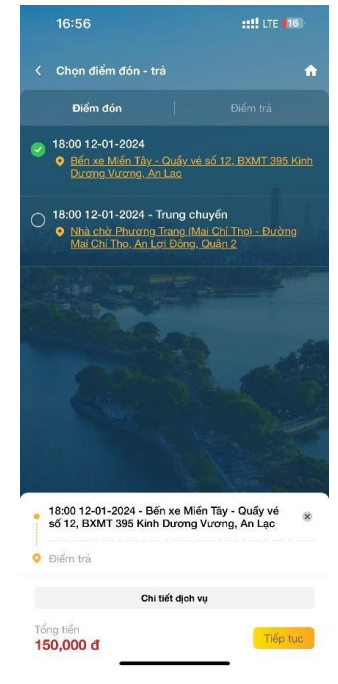 16:56
LTE 16
Chọn điểm đón - trả
Điểm đón
Điểm trả
18:00 12-01-2024
Bến xe Miền Tây - Quầy vé số 12, BXMT 395 Kinh
Dương Vương, An Lạc
18:00 12-01-2024 - Trung chuyển
Nhà chờ Phương Trang (Mai Chí Thọ) - Đường
Mai Chí Thọ, An Lợi Đông, Quận 2
18:00 12-01-2024 - Bến xe Miền Tây - Quầy vé
số 12, BXMT 395 Kinh Dương Vương, An Lạc
Điểm trả
Chi tiết dịch vụ
Tổng tiền
150,000 đ
Tiếp tục